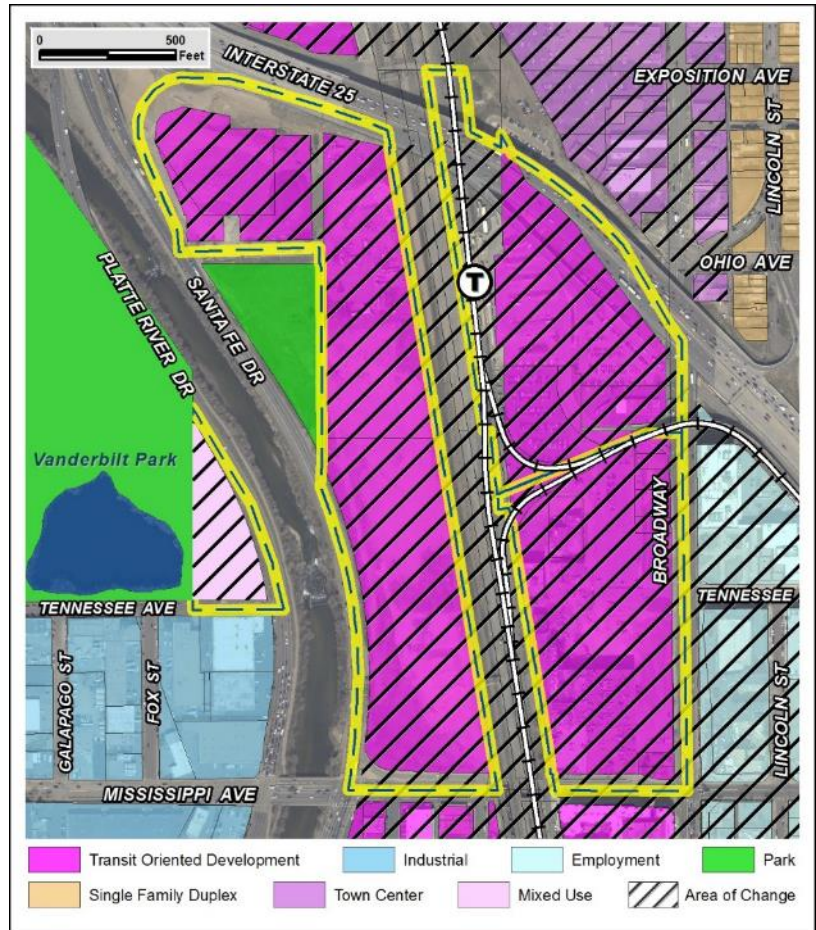 0 500
Feet
INTERSTATE 25
EXPOSITION AVE
LINCOLN ST
OHIO AVE
T
PLATTE RIVER DR
SANTA FE DR
Vanderbilt Park
BROADWAY
TENNESSEE AVE
TENNESSEE
GALAPAGO ST
FOX ST
LINCOLN ST
MISSISSIPPI AVE
Transit Oriented Development
Industrial
Employment
Park
Single Family Duplex
Town Center
Mixed Use
Area of Change